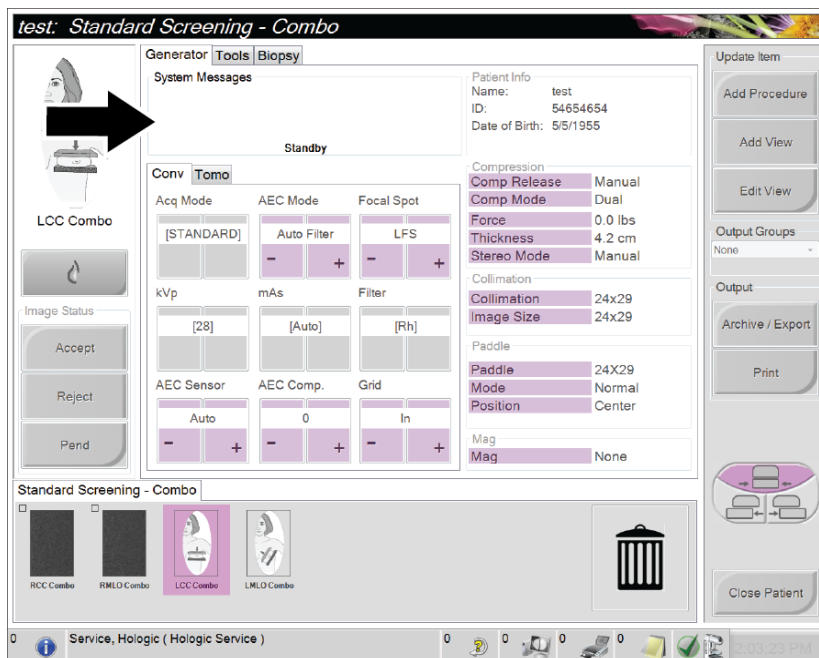 test: Standard Screening - Combo
Generator Tools Biopsy
System Messages
Standby
Patient Info
Name: test
ID: 54654654
Date of Birth: 5/5/1955
Conv Tomo
Acq Mode AEC Mode Focal Spot
[STANDARD] Auto Filter LFS
- + - +
kVp mAs Filter
[28] [Auto] [Rh]
AEC Sensor AEC Comp. Grid
Auto 0 In
- + - + - +
Compression
Comp Release Manual
Comp Mode Dual
Force 0.0 lbs
Thickness 4.2 cm
Stereo Mode Manual
Collimation
Collimation 24x29
Image Size 24x29
Paddle
Paddle 24X29
Mode Normal
Position Center
Mag
Mag None
LCC Combo
Image Status
Accept
Reject
Pend
Update Item
Add Procedure
Add View
Edit View
Output Groups
None
Output
Archive / Export
Print
Close Patient
Standard Screening - Combo
RCC Combo RMLO Combo LCC Combo LMLO Combo
0 i Service, Hologic ( Hologic Service ) 0 ? 0 0 0 2:03:23 PM